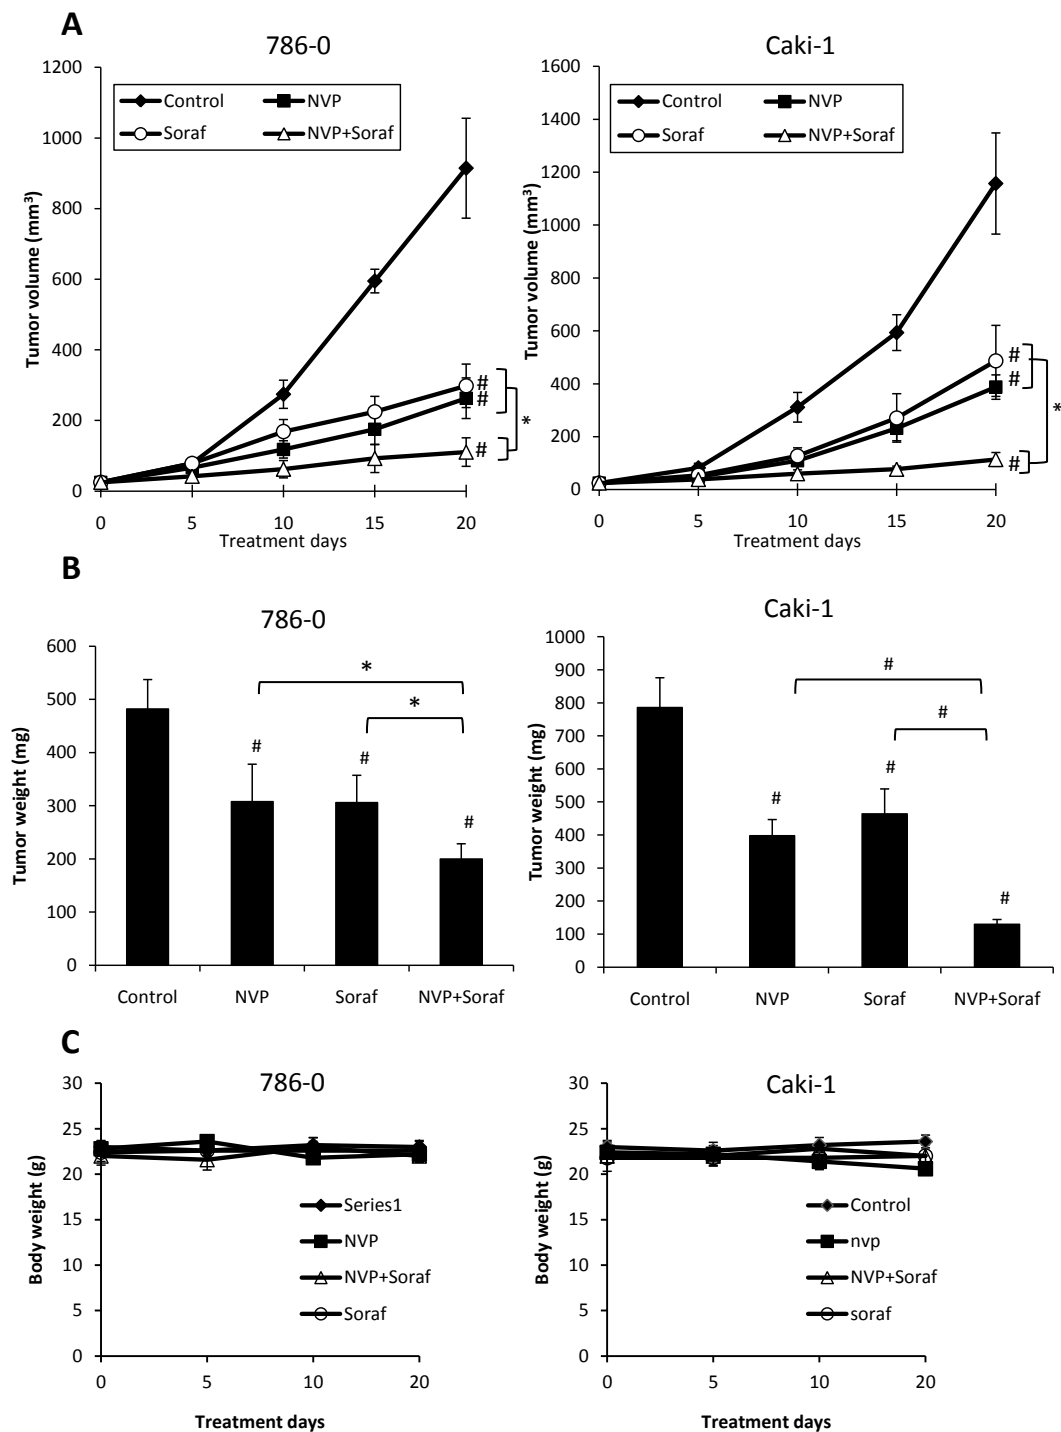 A
786-0
Caki-1
Tumor volume (mm³)
1200
1000
800
600
400
200
0
Control
NVP
Soraf
NVP+Soraf
#
#
#
*
0 5 10 15 20
Treatment days
Tumor volume (mm³)
1600
1400
1200
1000
800
600
400
200
0
Control
NVP
Soraf
NVP+Soraf
#
#
#
*
0 5 10 15 20
Treatment days
B
786-0
Caki-1
Tumor weight (mg)
600
500
400
300
200
100
0
*
*
#
#
#
Control NVP Soraf NVP+Soraf
Tumor weight (mg)
1000
900
800
700
600
500
400
300
200
100
0
#
#
#
#
#
Control NVP Soraf NVP+Soraf
C
786-0
Caki-1
Body weight (g)
30
25
20
15
10
5
0
Series1
NVP
NVP+Soraf
Soraf
0 5 10 20
Treatment days
Body weight (g)
30
25
20
15
10
5
0
Control
nvp
NVP+Soraf
soraf
0 5 10 20
Treatment days